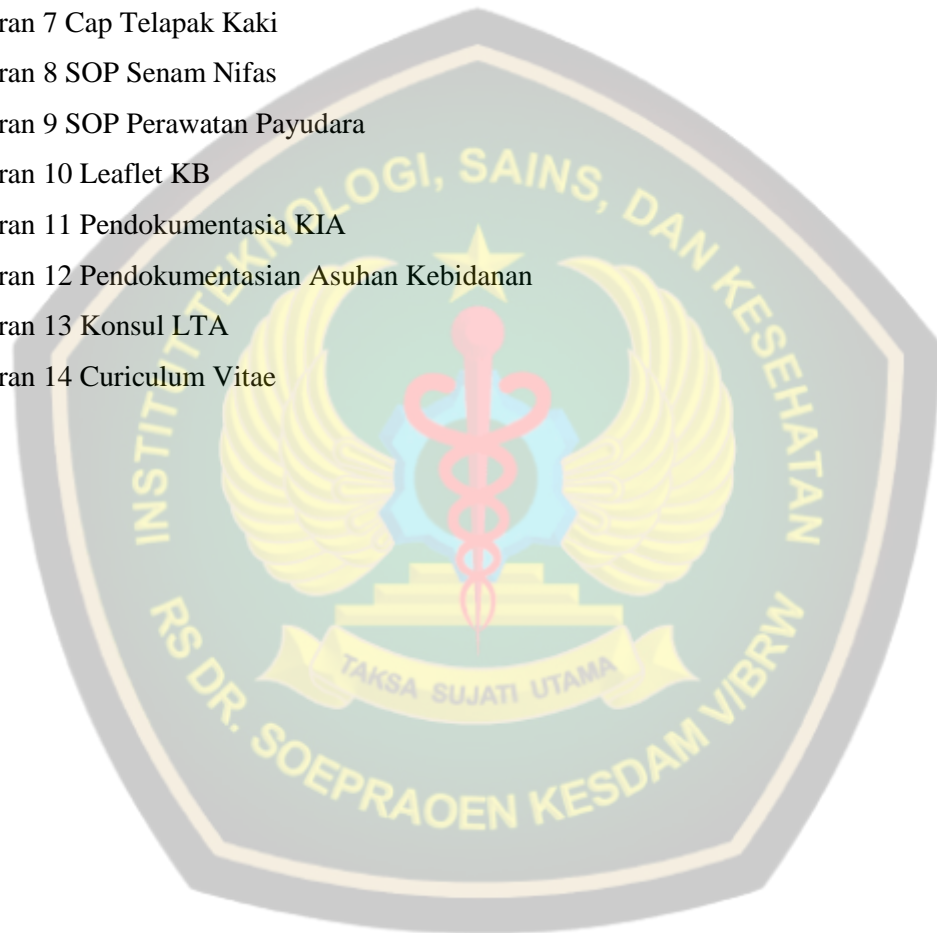 ran 7 Cap Telapak Kaki
ran 8 SOP Senam Nifas
ran 9 SOP Perawatan Payudara
ran 10 Leaflet KB
ran 11 Pendokumentasia KIA
ran 12 Pendokumentasian Asuhan Kebidanan
ran 13 Konsul LTA
ran 14 Curiculum Vitae
INSTITUT TEKNOLOGI, SAINS, DAN KESEHATAN
TAKSA SUJATI UTAMA
RS DR. SOEPRAOEN KESDAM V/BRW